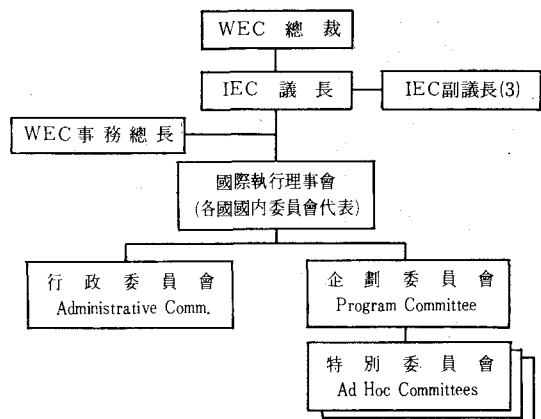 WEC 總裁
IEC 議長
IEC副議長(3)
WEC事務總長
國際執行理事會
(各國國內委員會代表)
行政委員會
Administrative Comm.
企劃委員會
Program Committee
特別委員會
Ad Hoc Committees